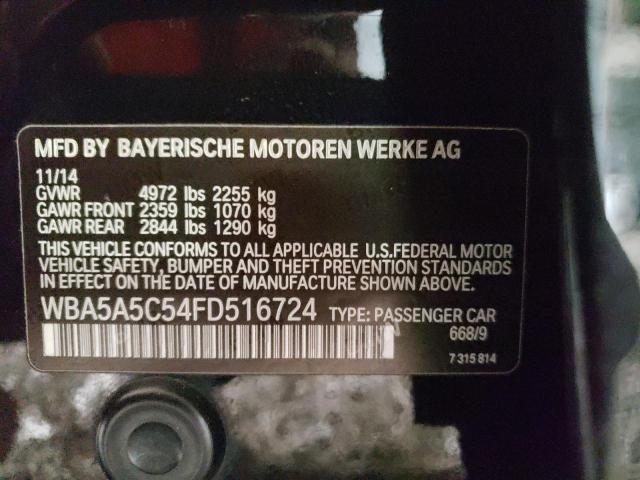 MFD BY BAYERISCHE MOTOREN WERKE AG
11/14
GVWR 4972 lbs 2255 kg
GAWR FRONT 2359 lbs 1070 kg
GAWR REAR 2844 lbs 1290 kg
THIS VEHICLE CONFORMS TO ALL APPLICABLE U.S.FEDERAL MOTOR
VEHICLE SAFETY, BUMPER AND THEFT PREVENTION STANDARDS
IN EFFECT ON THE DATE OF MANUFACTURE SHOWN ABOVE.
WBA5A5C54FD516724 TYPE: PASSENGER CAR
668/9
7 315 814